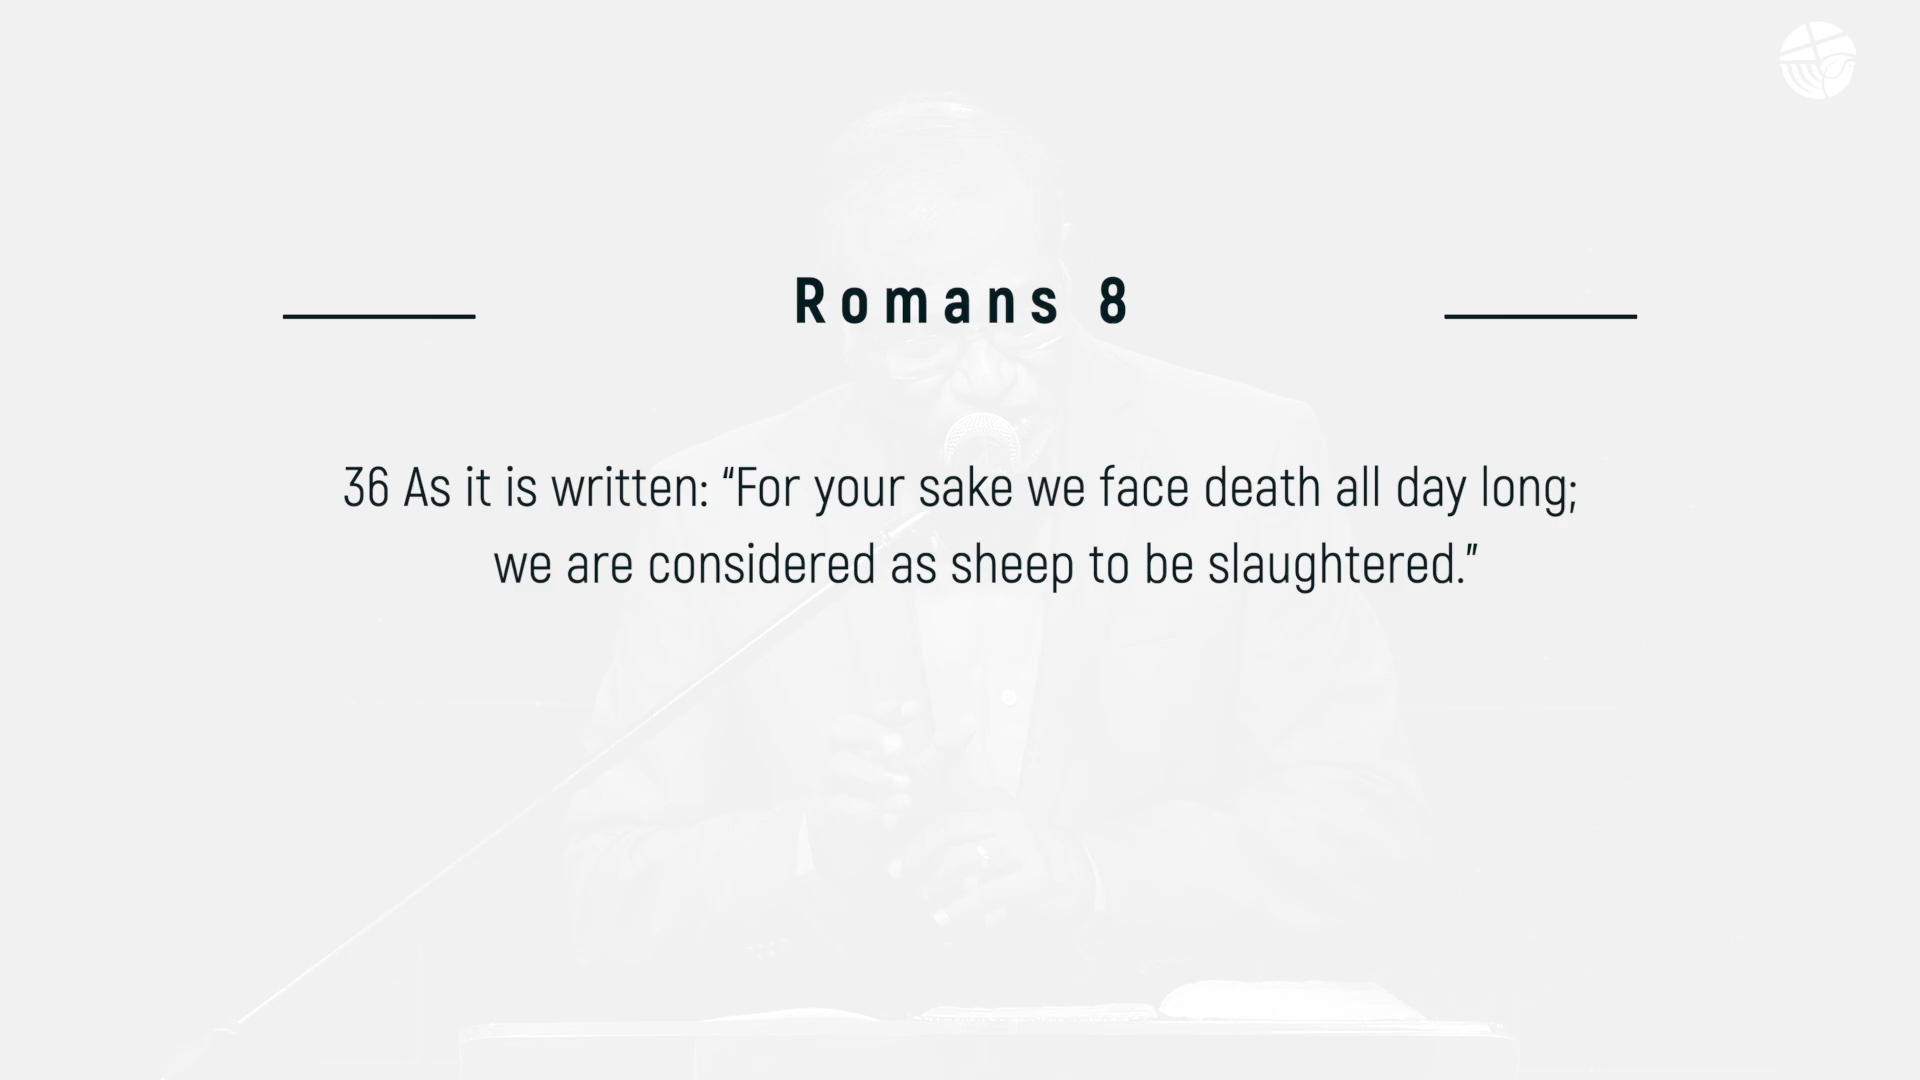 Romans 8
36 As it is written: “For your sake we face death all day long;
we are considered as sheep to be slaughtered.”